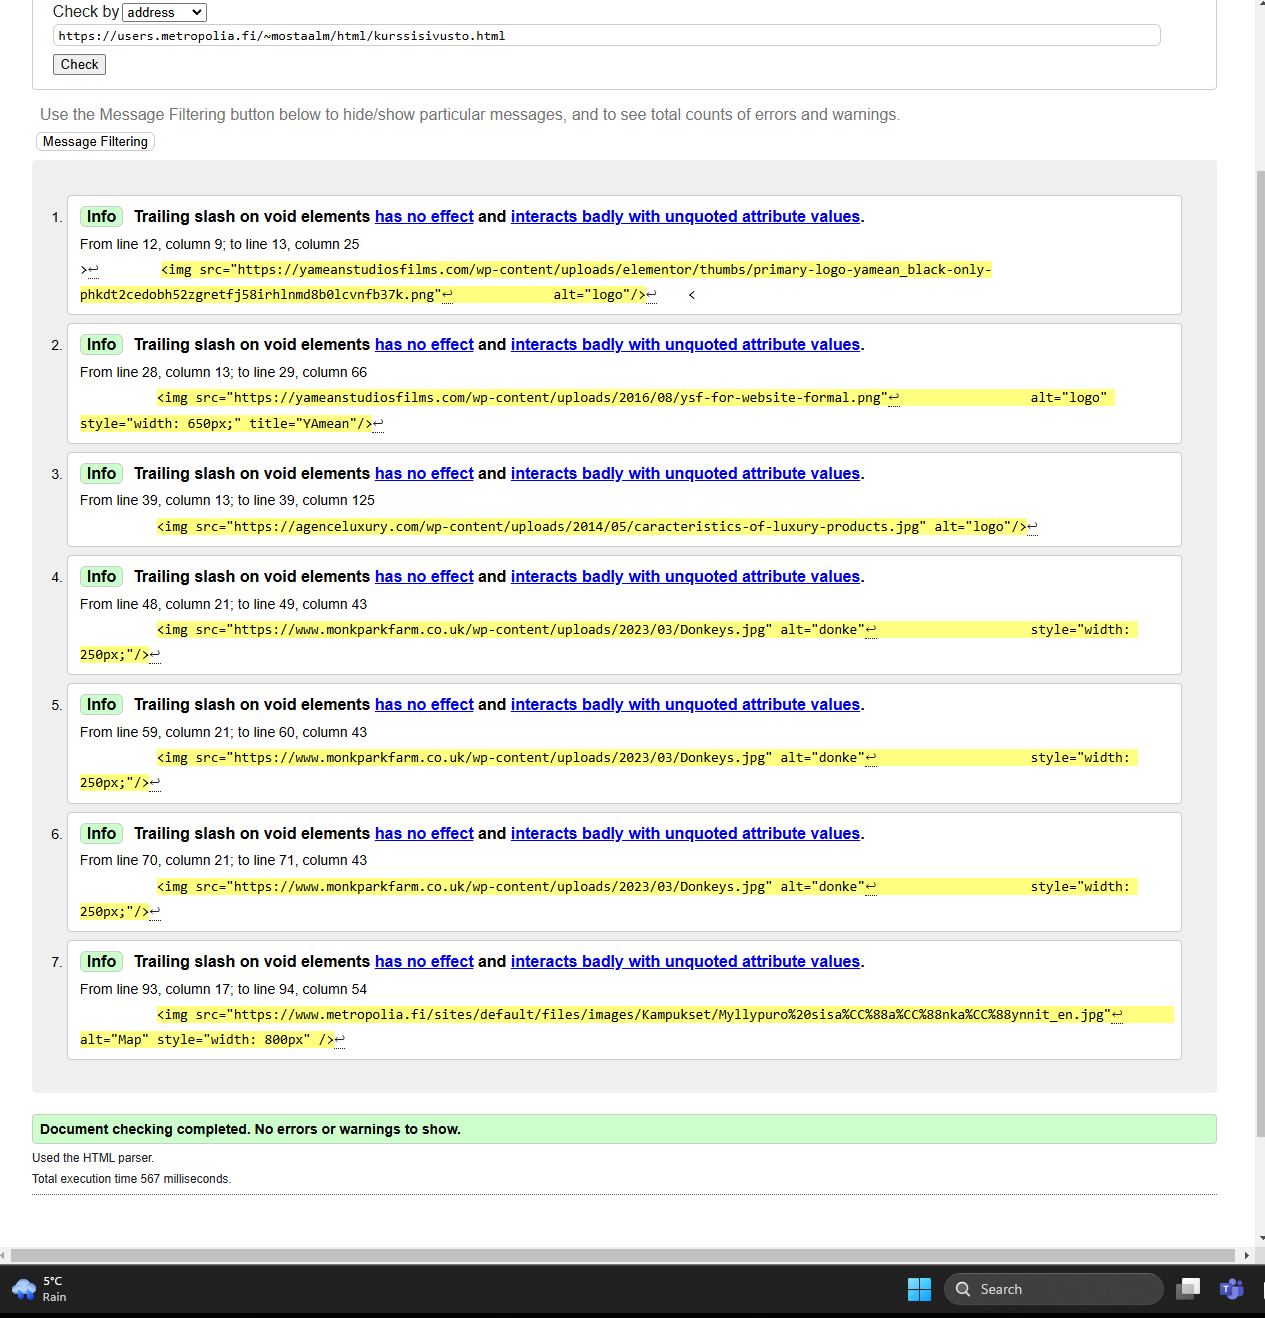 Check by address
https://users.metropolia.fi/~mostaalm/html/kurssisivusto.html
Check
Use the Message Filtering button below to hide/show particular messages, and to see total counts of errors and warnings.
Message Filtering
1. Info Trailing slash on void elements has no effect and interacts badly with unquoted attribute values.
From line 12, column 9; to line 13, column 25
>↩ <img src="https://yameanstudiosfilms.com/wp-content/uploads/elementor/thumbs/primary-logo-yamean_black-only-
phkdt2cedobh52zgretfj58irhlnmd8b0lcvnfb37k.png"↩ alt="logo"/>↩ <
2. Info Trailing slash on void elements has no effect and interacts badly with unquoted attribute values.
From line 28, column 13; to line 29, column 66
<img src="https://yameanstudiosfilms.com/wp-content/uploads/2016/08/ysf-for-website-formal.png"↩ alt="logo"
style="width: 650px;" title="YAmean"/>↩
3. Info Trailing slash on void elements has no effect and interacts badly with unquoted attribute values.
From line 39, column 13; to line 39, column 125
<img src="https://agenceluxury.com/wp-content/uploads/2014/05/caracteristics-of-luxury-products.jpg" alt="logo"/>↩
4. Info Trailing slash on void elements has no effect and interacts badly with unquoted attribute values.
From line 48, column 21; to line 49, column 43
<img src="https://www.monkparkfarm.co.uk/wp-content/uploads/2023/03/Donkeys.jpg" alt="donke"↩ style="width:
250px;"/>↩
5. Info Trailing slash on void elements has no effect and interacts badly with unquoted attribute values.
From line 59, column 21; to line 60, column 43
<img src="https://www.monkparkfarm.co.uk/wp-content/uploads/2023/03/Donkeys.jpg" alt="donke"↩ style="width:
250px;"/>↩
6. Info Trailing slash on void elements has no effect and interacts badly with unquoted attribute values.
From line 70, column 21; to line 71, column 43
<img src="https://www.monkparkfarm.co.uk/wp-content/uploads/2023/03/Donkeys.jpg" alt="donke"↩ style="width:
250px;"/>↩
7. Info Trailing slash on void elements has no effect and interacts badly with unquoted attribute values.
From line 93, column 17; to line 94, column 54
<img src="https://www.metropolia.fi/sites/default/files/images/Kampukset/Myllypuro%20sisa%CC%88a%CC%88nka%CC%88ynnit_en.jpg"↩
alt="Map" style="width: 800px" />↩
Document checking completed. No errors or warnings to show.
Used the HTML parser.
Total execution time 567 milliseconds.
5°C
Rain
Search